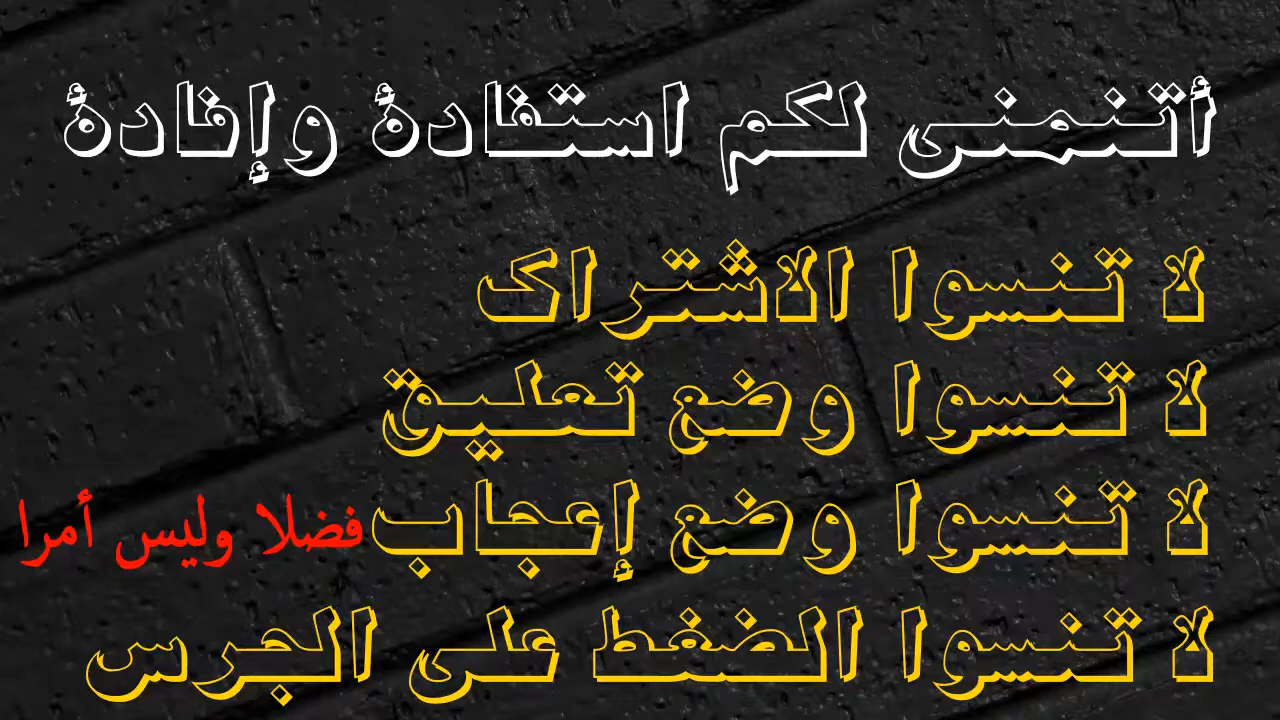 أتنمنى لكم استفادة وإفادة
لا تنسوا الاشتراك
لا تنسوا وضع تعليق
لا تنسوا وضع إعجاب فضلا وليس أمرا
لا تنسوا الضغط على الجرس